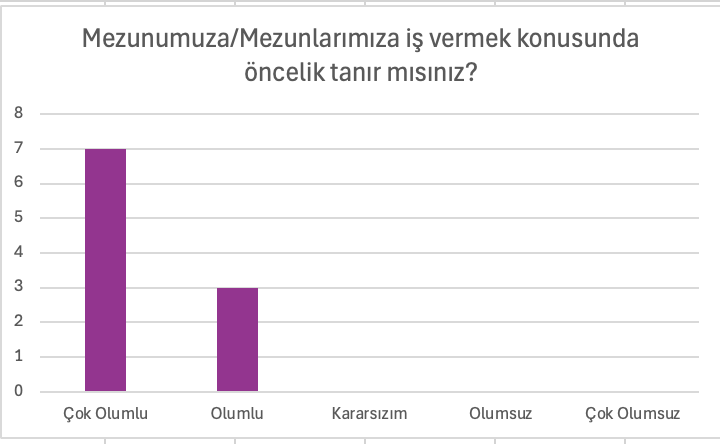 Mezunumuza/Mezunlarımıza iş vermek konusunda
öncelik tanır mısınız?
8
7
6
5
4
3
2
1
0
Çok Olumlu
Olumlu
Kararsızım
Olumsuz
Çok Olumsuz